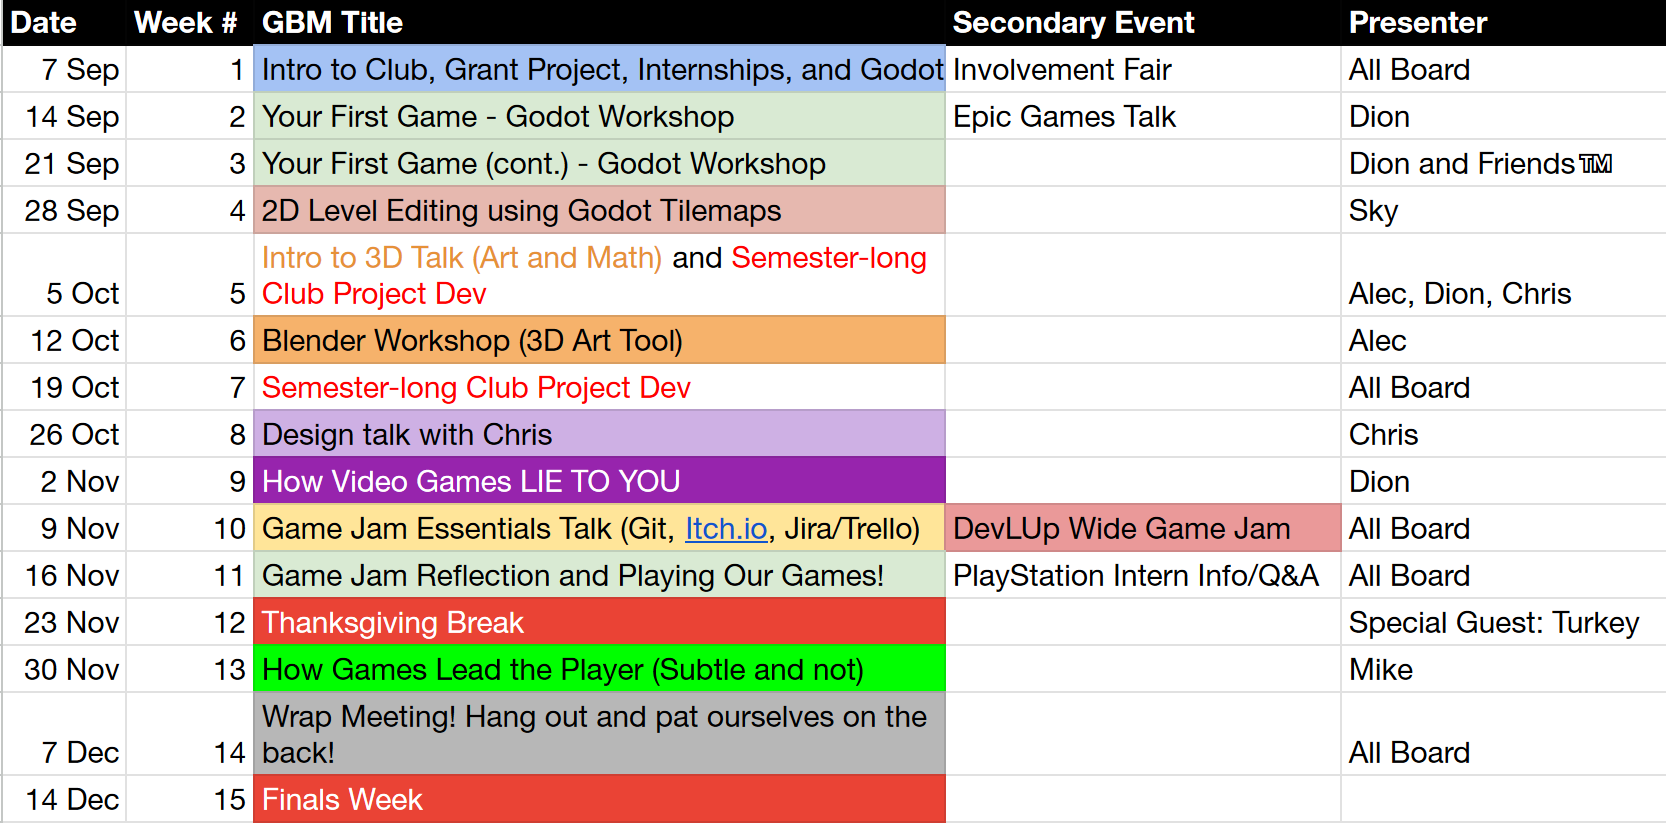 Date Week # GBM Title Secondary Event Presenter
7 Sep 1 Intro to Club, Grant Project, Internships, and Godot Involvement Fair All Board
14 Sep 2 Your First Game - Godot Workshop Epic Games Talk Dion
21 Sep 3 Your First Game (cont.) - Godot Workshop Dion and Friends™️
28 Sep 4 2D Level Editing using Godot Tilemaps Sky
Intro to 3D Talk (Art and Math) and Semester-long
5 Oct 5 Club Project Dev Alec, Dion, Chris
12 Oct 6 Blender Workshop (3D Art Tool) Alec
19 Oct 7 Semester-long Club Project Dev All Board
26 Oct 8 Design talk with Chris Chris
2 Nov 9 How Video Games LIE TO YOU Dion
9 Nov 10 Game Jam Essentials Talk (Git, Itch.io, Jira/Trello) DevLUp Wide Game Jam All Board
16 Nov 11 Game Jam Reflection and Playing Our Games! PlayStation Intern Info/Q&A All Board
23 Nov 12 Thanksgiving Break Special Guest: Turkey
30 Nov 13 How Games Lead the Player (Subtle and not) Mike
Wrap Meeting! Hang out and pat ourselves on the
7 Dec 14 back! All Board
14 Dec 15 Finals Week